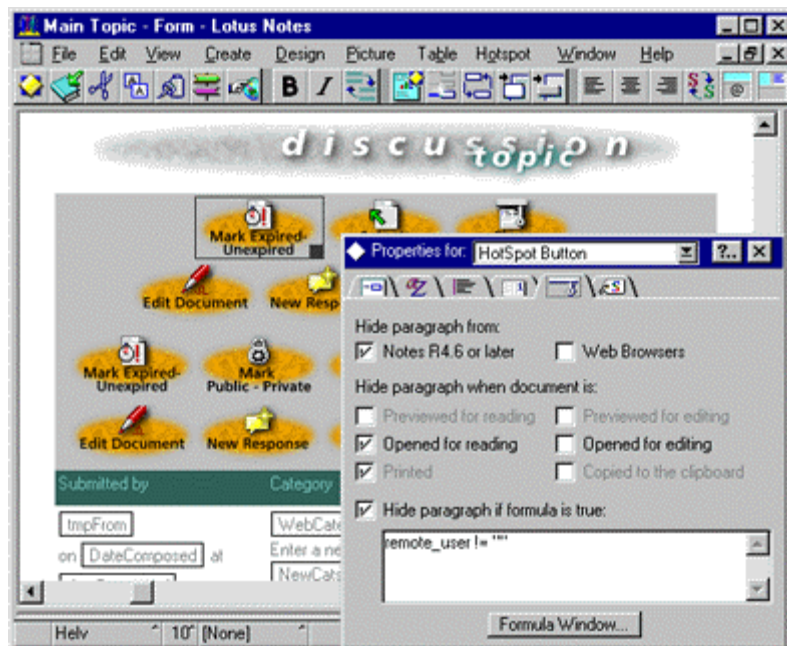 Main Topic - Form - Lotus Notes
File Edit View Create Design Picture Table Hotspot Window Help
discussion
topic
Mark Expired-
Unexpired
Edit Document New Resp
Mark Expired-
Unexpired
Mark
Public - Private
Edit Document New Response
Submitted by Category
tmpFrom WebCate
on DateComposed at Enter a ne
NewCats
Helv 10 [None]
Properties for: HotSpot Button
Hide paragraph from:
Notes R4.6 or later Web Browsers
Hide paragraph when document is:
Previewed for reading Previewed for editing
Opened for reading Opened for editing
Printed Copied to the clipboard
Hide paragraph if formula is true:
remote_user != ""
Formula Window...